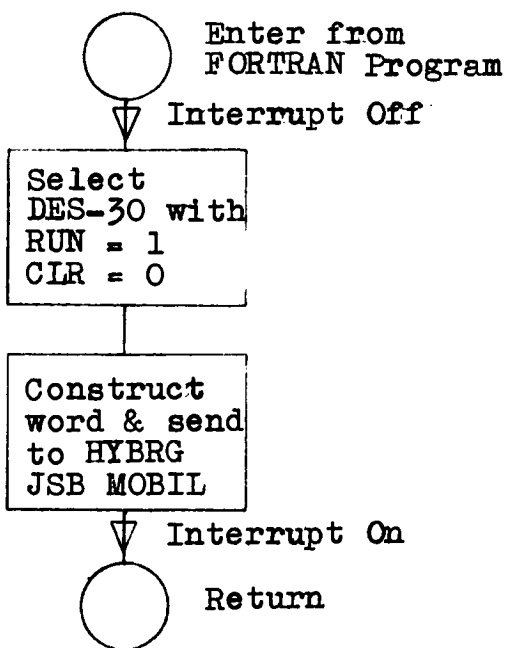 Enter from
FORTRAN Program
Interrupt Off
Select
DES-30 with
RUN = 1
CLR = 0
Construct
word & send
to HYBRG
JSB MOBIL
Interrupt On
Return